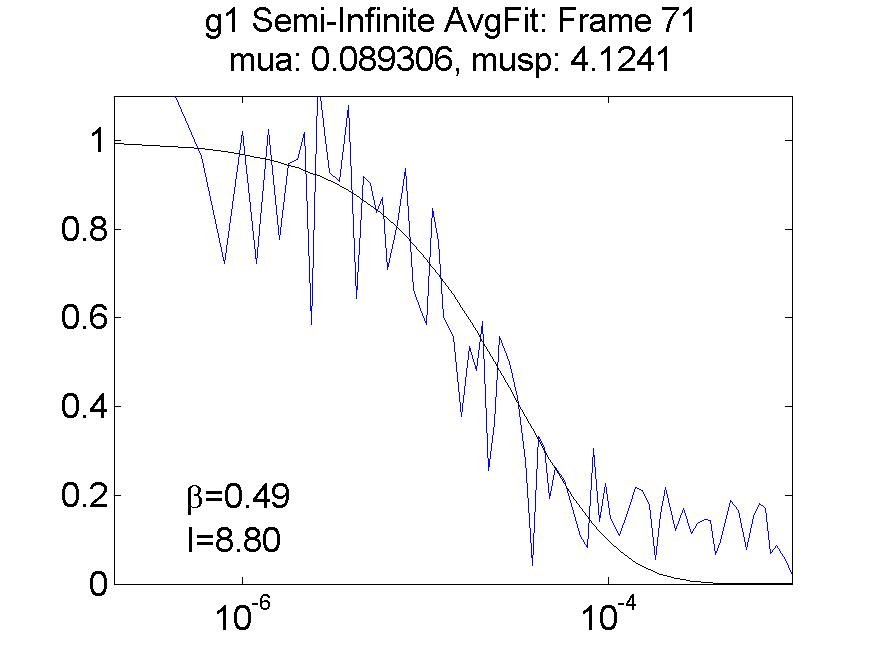 g1 Semi-Infinite AvgFit: Frame 71
mua: 0.089306, musp: 4.1241
1
0.8
0.6
0.4
0.2
0
β=0.49
I=8.80
10^-6
10^-4